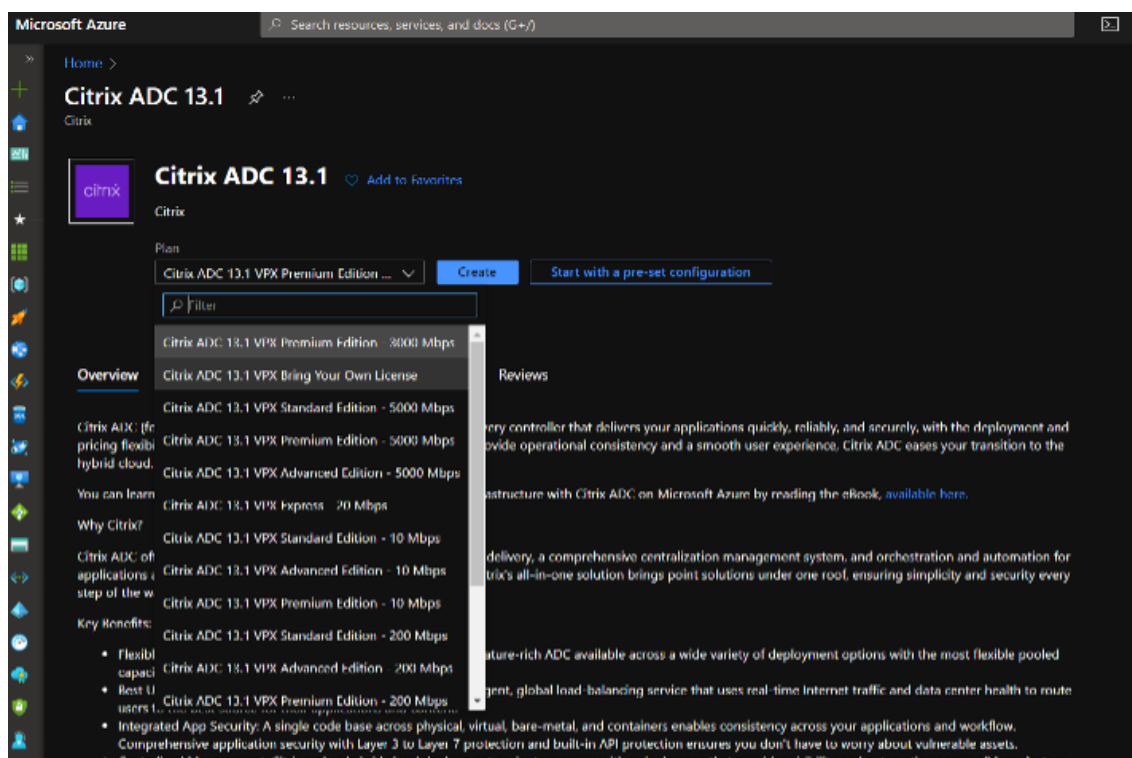 Microsoft Azure
Search resources, services, and docs (G+/)
Home >
Citrix ADC 13.1
Citrix
citrix
Citrix ADC 13.1
Add to Favorites
Citrix
Plan
Citrix ADC 13.1 VPX Premium Edition ...
Create
Start with a pre-set configuration
Filter
Citrix ADC 13.1 VPX Premium Edition - 3000 Mbps
Citrix ADC 13.1 VPX Bring Your Own License
Citrix ADC 13.1 VPX Standard Edition - 5000 Mbps
Citrix ADC 13.1 VPX Premium Edition - 5000 Mbps
Citrix ADC 13.1 VPX Advanced Edition - 5000 Mbps
Citrix ADC 13.1 VPX Express - 20 Mbps
Citrix ADC 13.1 VPX Standard Edition - 10 Mbps
Citrix ADC 13.1 VPX Advanced Edition - 10 Mbps
Citrix ADC 13.1 VPX Premium Edition - 10 Mbps
Citrix ADC 13.1 VPX Standard Edition - 200 Mbps
Citrix ADC 13.1 VPX Advanced Edition - 200 Mbps
Citrix ADC 13.1 VPX Premium Edition - 200 Mbps
Overview
Reviews
Citrix ADC (fo ery controller that delivers your applications quickly, reliably, and securely, with the deployment and
pricing flexibi ovide operational consistency and a smooth user experience, Citrix ADC eases your transition to the
hybrid cloud.
You can learn astructure with Citrix ADC on Microsoft Azure by reading the eBook, available here.
Why Citrix?
Citrix ADC of delivery, a comprehensive centralization management system, and orchestration and automation for
applications a trix's all-in-one solution brings point solutions under one roof, ensuring simplicity and security every
step of the w
Key Benefits:
• Flexibl ature-rich ADC available across a wide variety of deployment options with the most flexible pooled
capaci
• Best U gent, global load-balancing service that uses real-time Internet traffic and data center health to route
users t
• Integrated App Security: A single code base across physical, virtual, bare-metal, and containers enables consistency across your applications and workflow.
Comprehensive application security with Layer 3 to Layer 7 protection and built-in API protection ensures you don't have to worry about vulnerable assets.